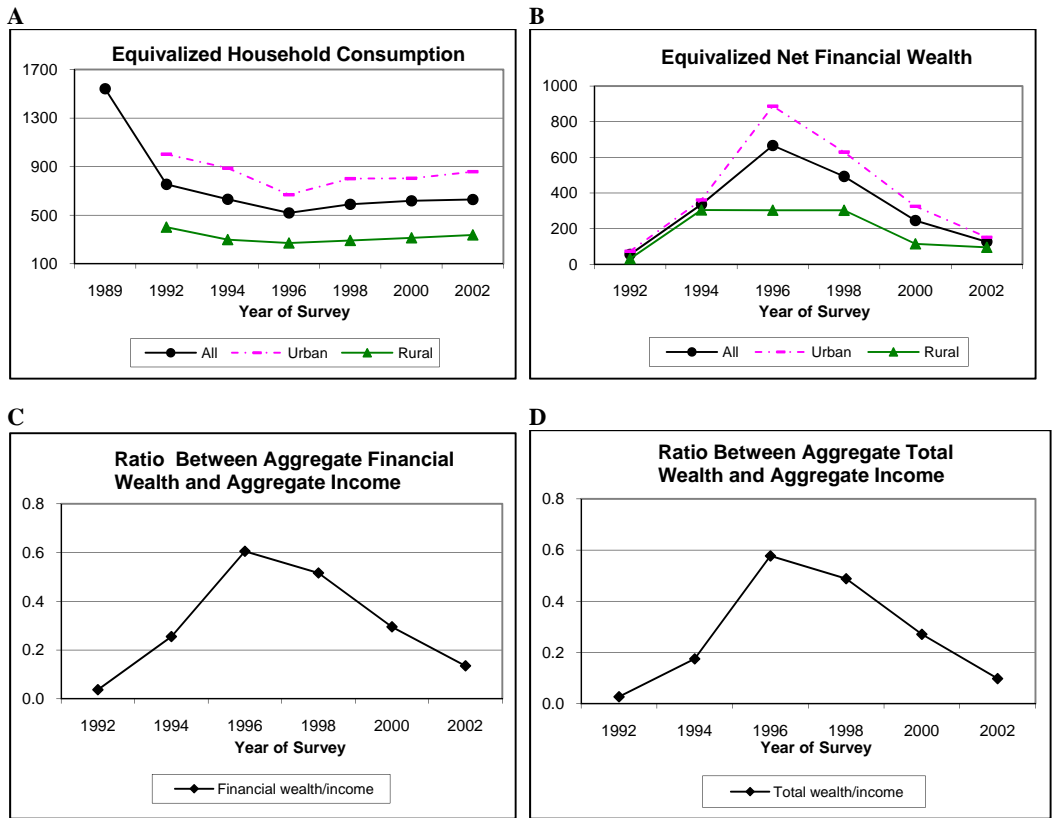 A
Equivalized Household Consumption
1700
1300
900
500
100
1989 1992 1994 1996 1998 2000 2002
Year of Survey
All Urban Rural
B
Equivalized Net Financial Wealth
1000
800
600
400
200
0
1992 1994 1996 1998 2000 2002
Year of Survey
All Urban Rural
C
Ratio Between Aggregate Financial
Wealth and Aggregate Income
0.8
0.6
0.4
0.2
0.0
1992 1994 1996 1998 2000 2002
Year of Survey
Financial wealth/income
D
Ratio Between Aggregate Total
Wealth and Aggregate Income
0.8
0.6
0.4
0.2
0.0
1992 1994 1996 1998 2000 2002
Year of Survey
Total wealth/income